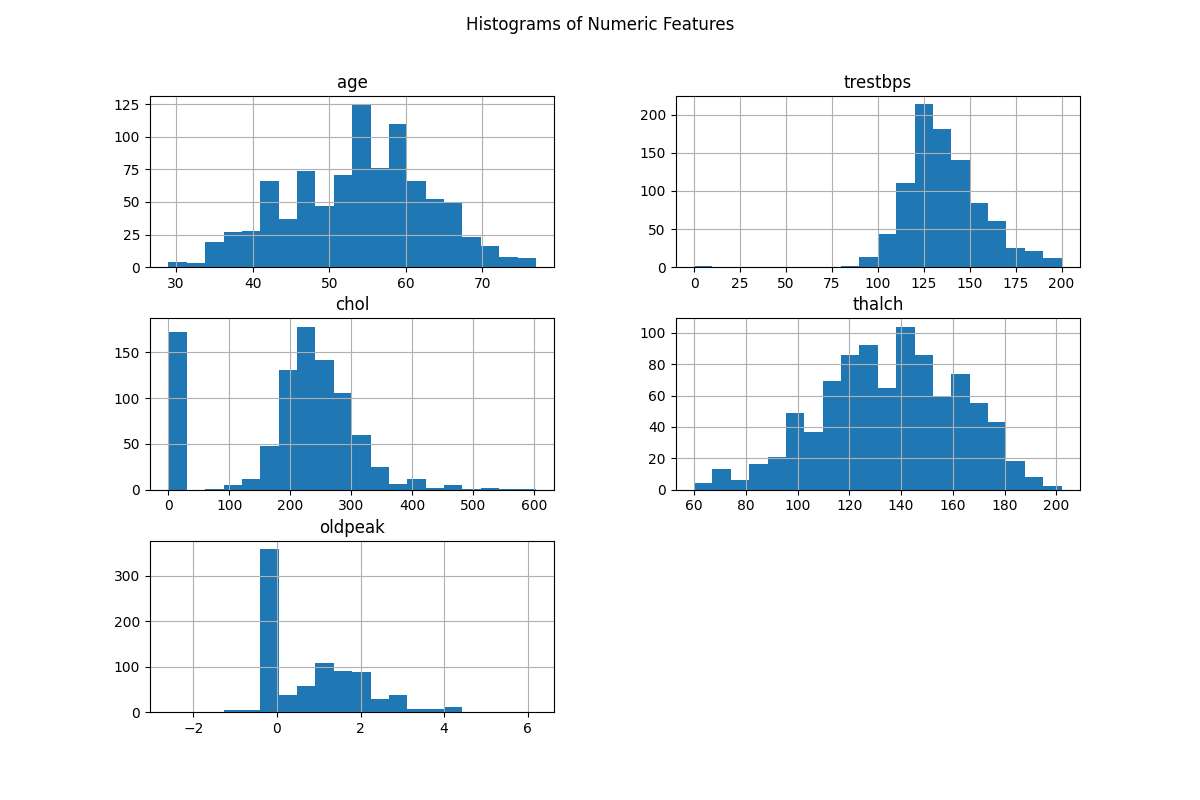 Histograms of Numeric Features
age
125
100
75
50
25
0
30 40 50 60 70
trestbps
200
150
100
50
0
0 25 50 75 100 125 150 175 200
chol
150
100
50
0
0 100 200 300 400 500 600
thalch
100
80
60
40
20
0
60 80 100 120 140 160 180 200
oldpeak
300
200
100
0
−2 0 2 4 6